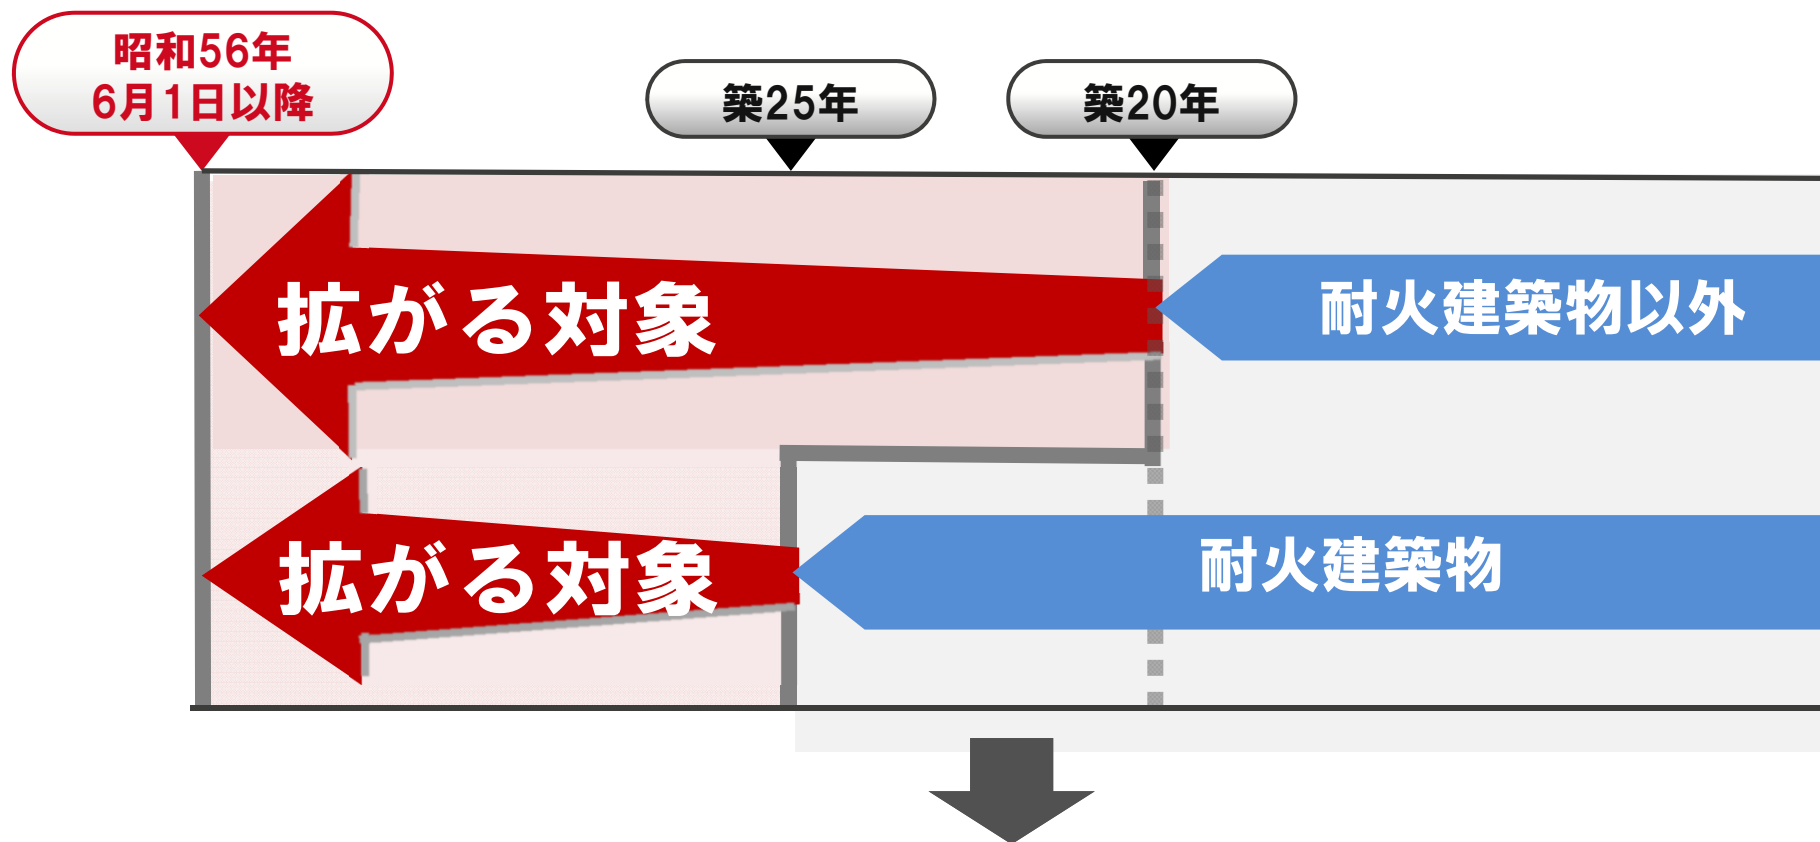 昭和56年
6月1日以降
築25年
築20年
拡がる対象
耐火建築物以外
拡がる対象
耐火建築物